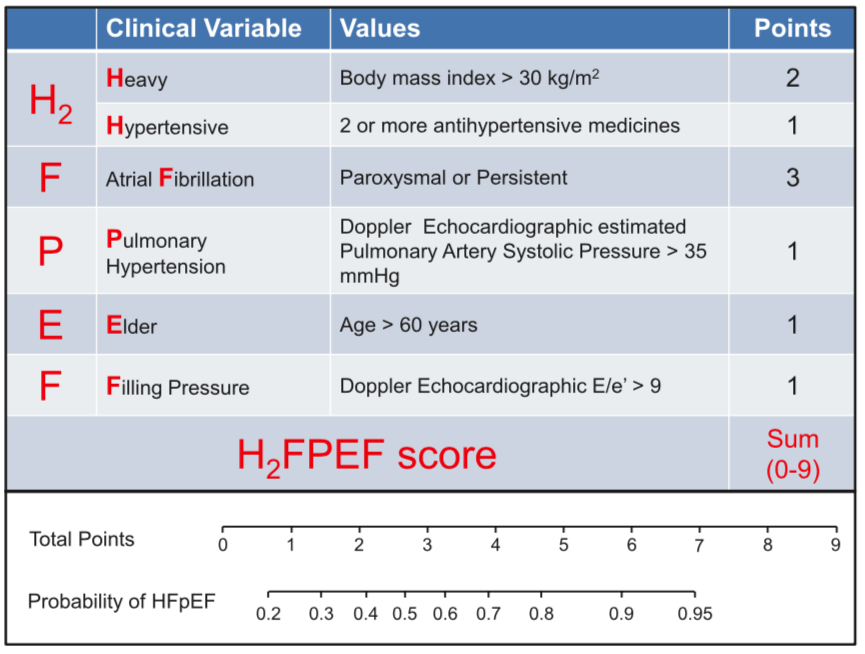 Clinical Variable Values Points
H₂
Heavy Body mass index > 30 kg/m² 2
Hypertensive 2 or more antihypertensive medicines 1
F Atrial Fibrillation Paroxysmal or Persistent 3
P
Pulmonary
Hypertension
Doppler Echocardiographic estimated
Pulmonary Artery Systolic Pressure > 35
mmHg
1
E Elder Age > 60 years 1
F Filling Pressure Doppler Echocardiographic E/e’ > 9 1
H₂FPEF score
Sum
(0-9)
Total Points
0 1 2 3 4 5 6 7 8 9
Probability of HFpEF
0.2 0.3 0.4 0.5 0.6 0.7 0.8 0.9 0.95